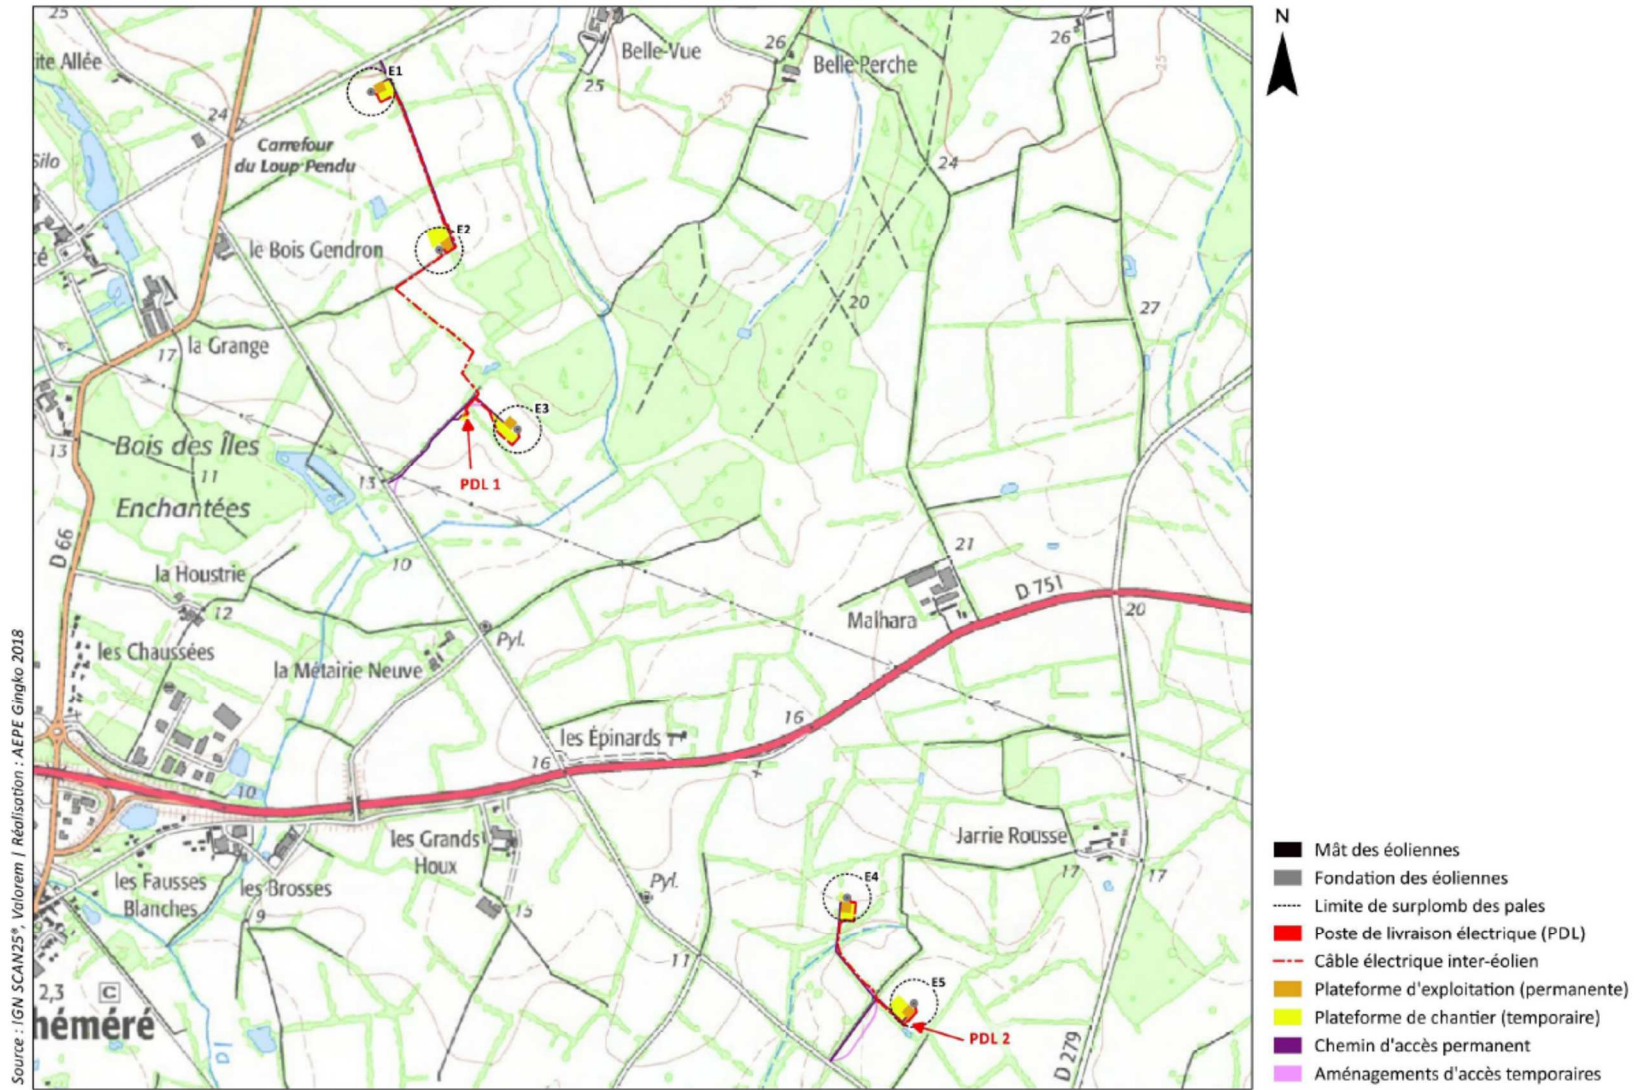 25
26
Belle-Vue
26
Belle Perche
ite Allée
E1
25
25
25
24
Carrefour
du Loup Pendu
Silo
24
E2
té
le Bois Gendron
20
27
la Grange
17
E3
Bois des Îles
13
11
Enchantées
13
PDL 1
D 66
10
21
la Houstrie
12
D 751
Malhara
20
Pyl.
les Chaussées
la Métairie Neuve
16
les Épinards
16
10
Jarrie Rousse
les Grands
Houx
17
17
les Fausses
Blanches
les Brosses
Pyl.
E4
9
15
11
2,3
C
E5
héméré
PDL 2
D 279
N
Mât des éoliennes
Fondation des éoliennes
Limite de surplomb des pales
Poste de livraison électrique (PDL)
Câble électrique inter-éolien
Plateforme d'exploitation (permanente)
Plateforme de chantier (temporaire)
Chemin d'accès permanent
Aménagements d'accès temporaires
Source : IGN SCAN25®, Valorem | Réalisation : AEPE Gingko 2018